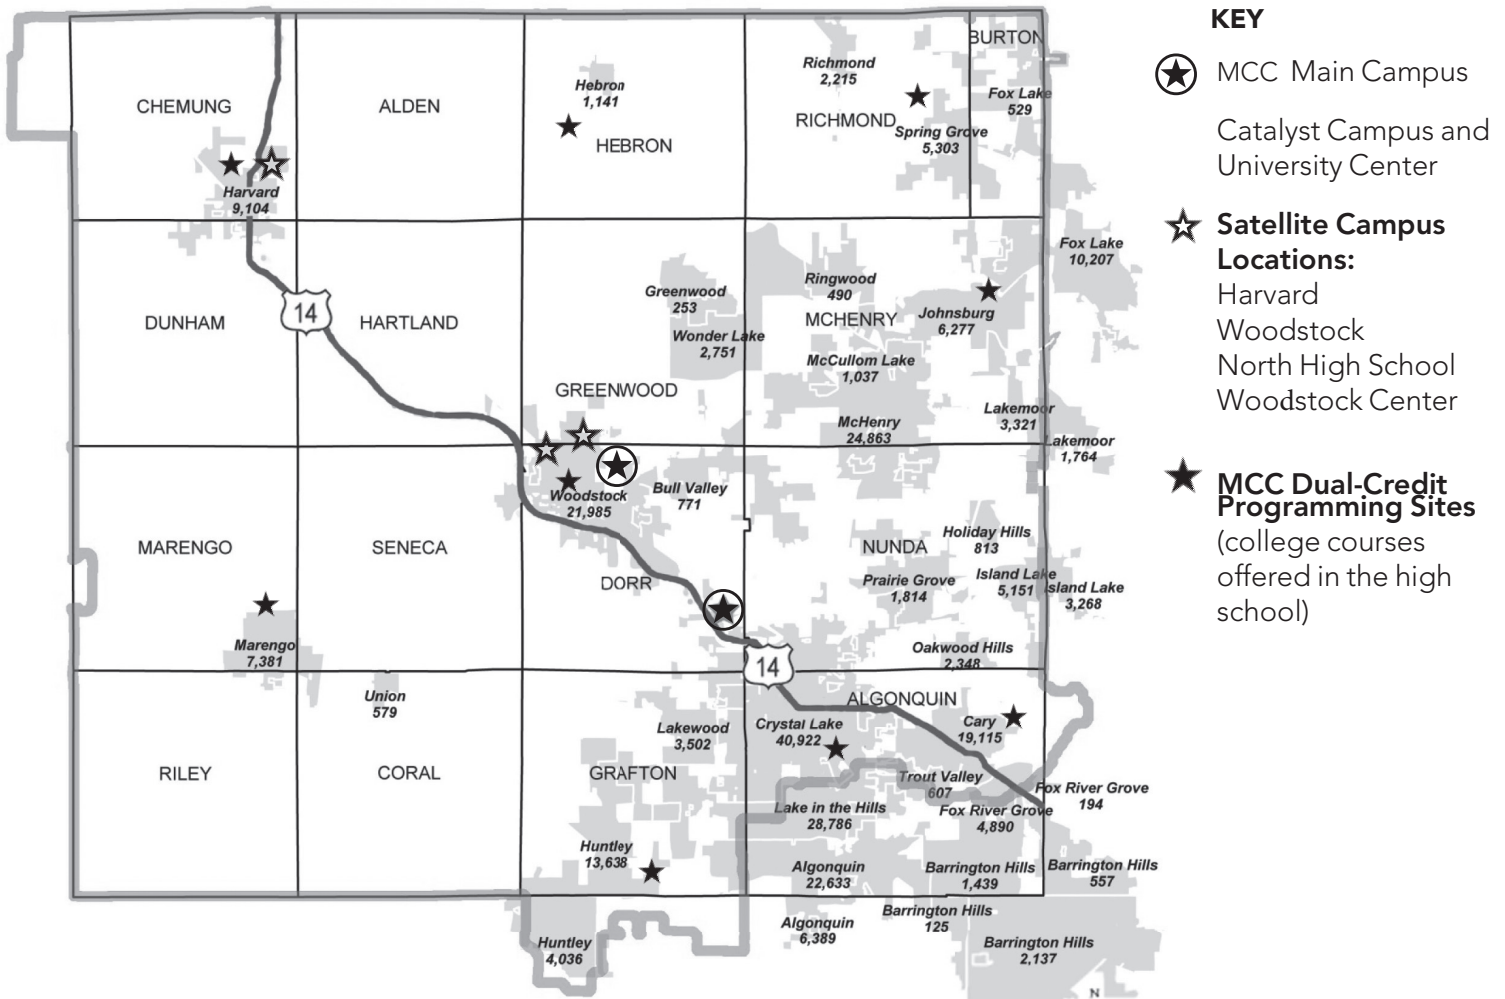 KEY
MCC Main Campus
Catalyst Campus and
University Center
Satellite Campus
Locations:
Harvard
Woodstock
North High School
Woodstock Center
MCC Dual-Credit
Programming Sites
(college courses
offered in the high
school)
BURTON
Richmond
2,215
Hebron
1,141
Fox Lake
529
CHEMUNG
ALDEN
HEBRON
RICHMOND
Spring Grove
5,303
Harvard
9,104
Fox Lake
10,207
Ringwood
490
Greenwood
253
14
DUNHAM
HARTLAND
MCHENRY
Johnsburg
6,277
Wonder Lake
2,751
McCullom Lake
1,037
GREENWOOD
Lakemoor
3,321
McHenry
24,863
Lakemoor
1,764
Bull Valley
771
Woodstock
21,985
Holiday Hills
813
MARENGO
SENECA
NUNDA
DORR
Prairie Grove
1,814
Island Lake
5,151
Island Lake
3,268
Marengo
7,381
Oakwood Hills
2,348
14
Union
579
ALGONQUIN
Lakewood
3,502
Crystal Lake
40,922
Cary
19,115
RILEY
CORAL
GRAFTON
Trout Valley
607
Fox River Grove
194
Lake in the Hills
28,786
Fox River Grove
4,890
Huntley
13,638
Algonquin
22,633
Barrington Hills
1,439
Barrington Hills
557
Barrington Hills
125
Algonquin
6,389
Huntley
4,036
Barrington Hills
2,137
N